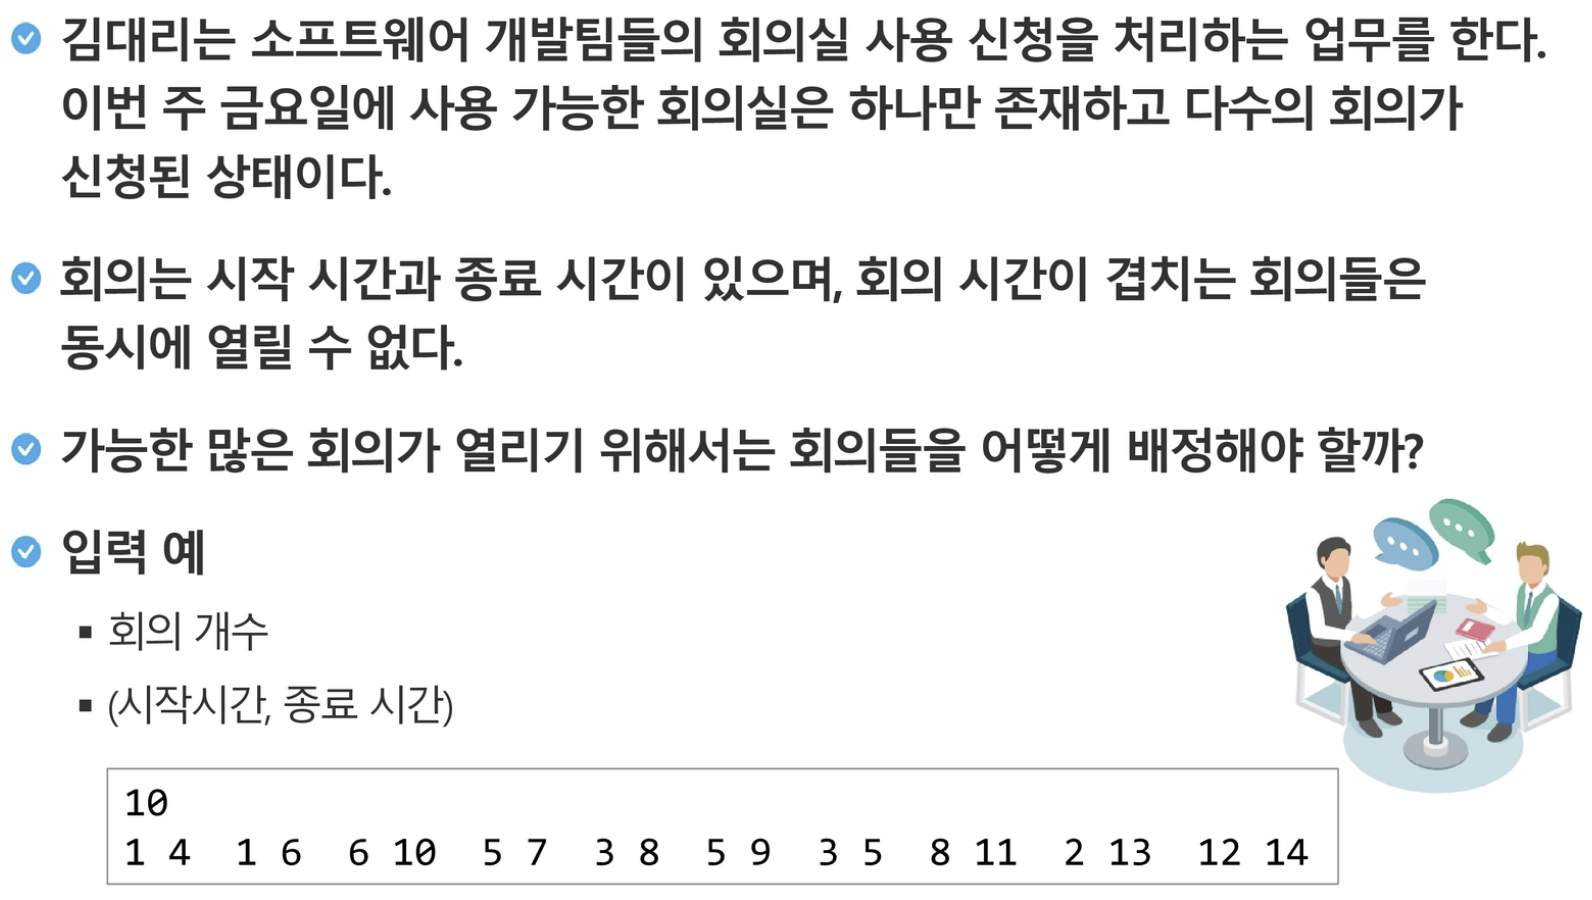 김대리는 소프트웨어 개발팀들의 회의실 사용 신청을 처리하는 업무를 한다.
이번 주 금요일에 사용 가능한 회의실은 하나만 존재하고 다수의 회의가
신청된 상태이다.
회의는 시작 시간과 종료 시간이 있으며, 회의 시간이 겹치는 회의들은
동시에 열릴 수 없다.
가능한 많은 회의가 열리기 위해서는 회의들을 어떻게 배정해야 할까?
입력 예
▪ 회의 개수
▪ (시작시간, 종료 시간)
10
1 4  1 6  6 10  5 7  3 8  5 9  3 5  8 11  2 13  12 14